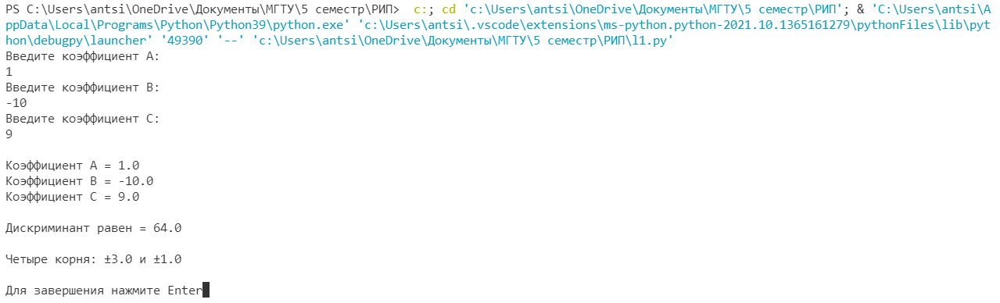 PS C:\Users\antsi\OneDrive\Документы\МГТУ\5 семестр\РИП>  c:; cd 'c:\Users\antsi\OneDrive\Документы\МГТУ\5 семестр\РИП'; & 'C:\Users\antsi\A
ppData\Local\Programs\Python\Python39\python.exe' 'c:\Users\antsi\.vscode\extensions\ms-python.python-2021.10.1365161279\pythonFiles\lib\pyt
hon\debugpy\launcher' '49390' '--' 'c:\Users\antsi\OneDrive\Документы\МГТУ\5 семестр\РИП\l1.py'
Введите коэффициент A:
1
Введите коэффициент B:
-10
Введите коэффициент C:
9
Коэффициент A = 1.0
Коэффициент B = -10.0
Коэффициент C = 9.0
Дискриминант равен = 64.0
Четыре корня: ±3.0 и ±1.0
Для завершения нажмите Enter